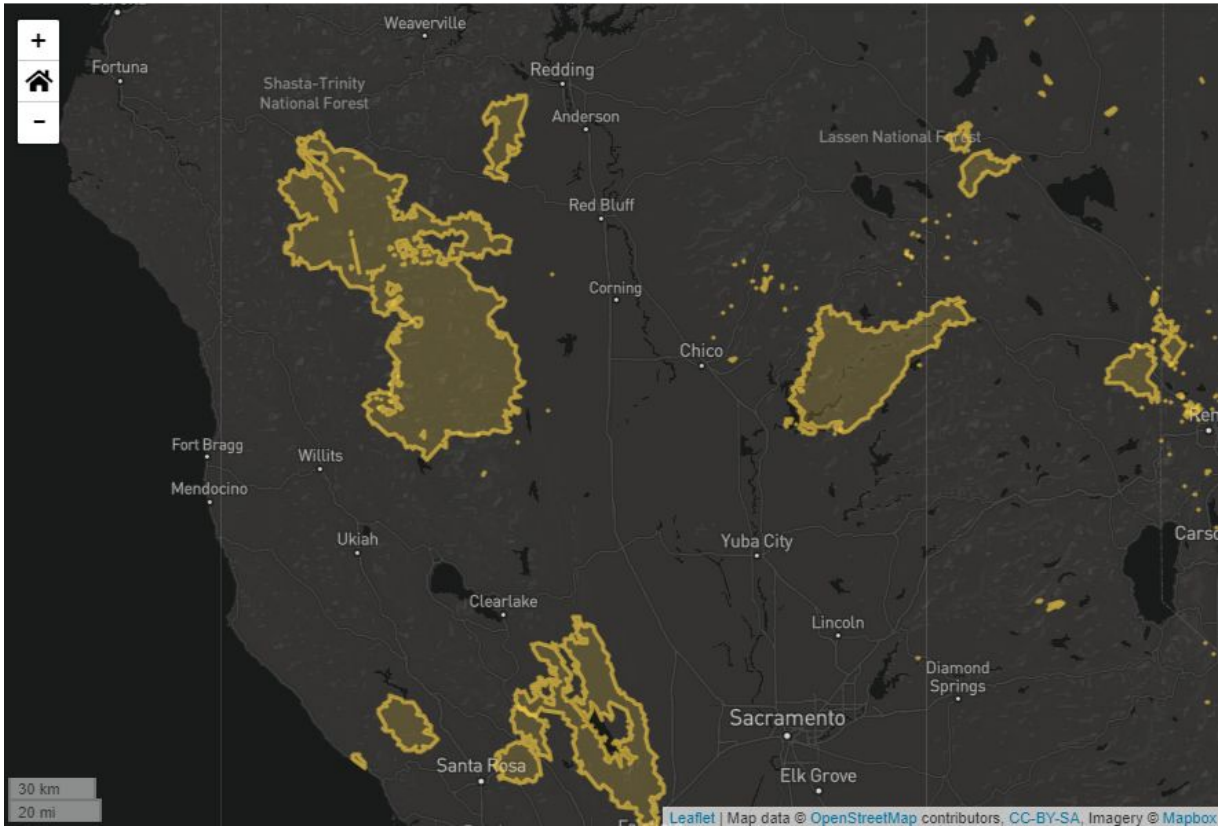 Weaverville
+
Fortuna
Redding
Shasta-Trinity
National Forest
-
Anderson
Lassen National Forest
Red Bluff
Corning
Chico
Fort Bragg
Willits
Mendocino
Ukiah
Yuba City
Clearlake
Lincoln
Diamond
Springs
Sacramento
Santa Rosa
Elk Grove
30 km
20 mi
Leaflet | Map data © OpenStreetMap contributors, CC-BY-SA, Imagery © Mapbox